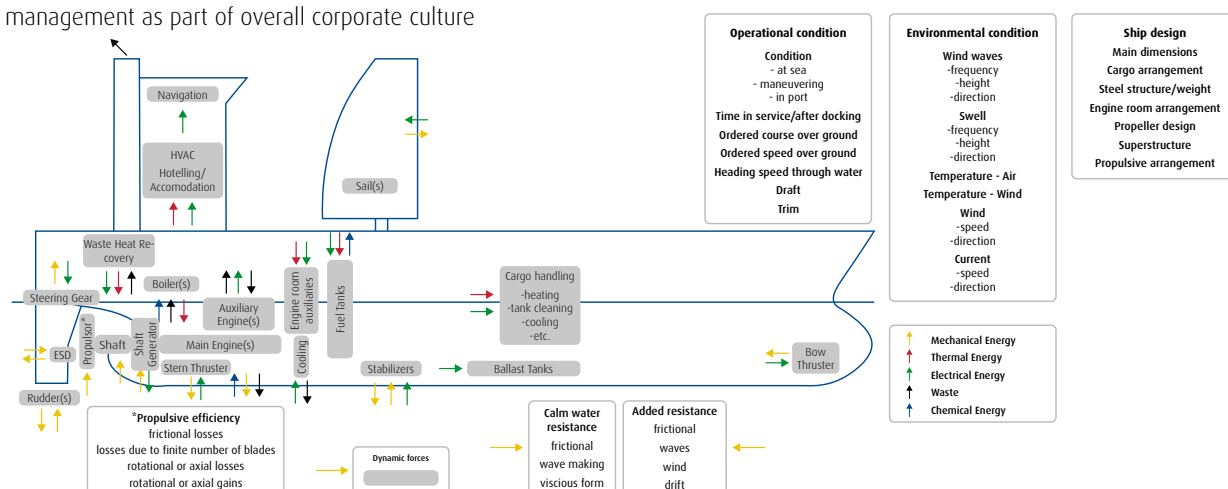 management as part of overall corporate culture
Navigation
HVAC
Hotelling/
Accomodation
Sail(s)
Waste Heat Re-
covery
Boiler(s)
Steering Gear
Auxiliary
Engine(s)
Engine room
auxiliaries
Fuel Tanks
Cargo handling
-heating
-tank cleaning
-cooling
-etc.
ESD
Propulsor*
Shaft
Shaft
Generator
Main Engine(s)
Stern Thruster
Cooling
Stabilizers
Ballast Tanks
Bow
Thruster
Rudder(s)
*Propulsive efficiency
frictional losses
losses due to finite number of blades
rotational or axial losses
rotational or axial gains
Dynamic forces
Calm water
resistance
frictional
wave making
viscious form
Added resistance
frictional
waves
wind
drift
Operational condition
Condition
- at sea
- maneuvering
- in port
Time in service/after docking
Ordered course over ground
Ordered speed over ground
Heading speed through water
Draft
Trim
Environmental condition
Wind waves
-frequency
-height
-direction
Swell
-frequency
-height
-direction
Temperature - Air
Temperature - Wind
Wind
-speed
-direction
Current
-speed
-direction
Ship design
Main dimensions
Cargo arrangement
Steel structure/weight
Engine room arrangement
Propeller design
Superstructure
Propulsive arrangement
Mechanical Energy
Thermal Energy
Electrical Energy
Waste
Chemical Energy